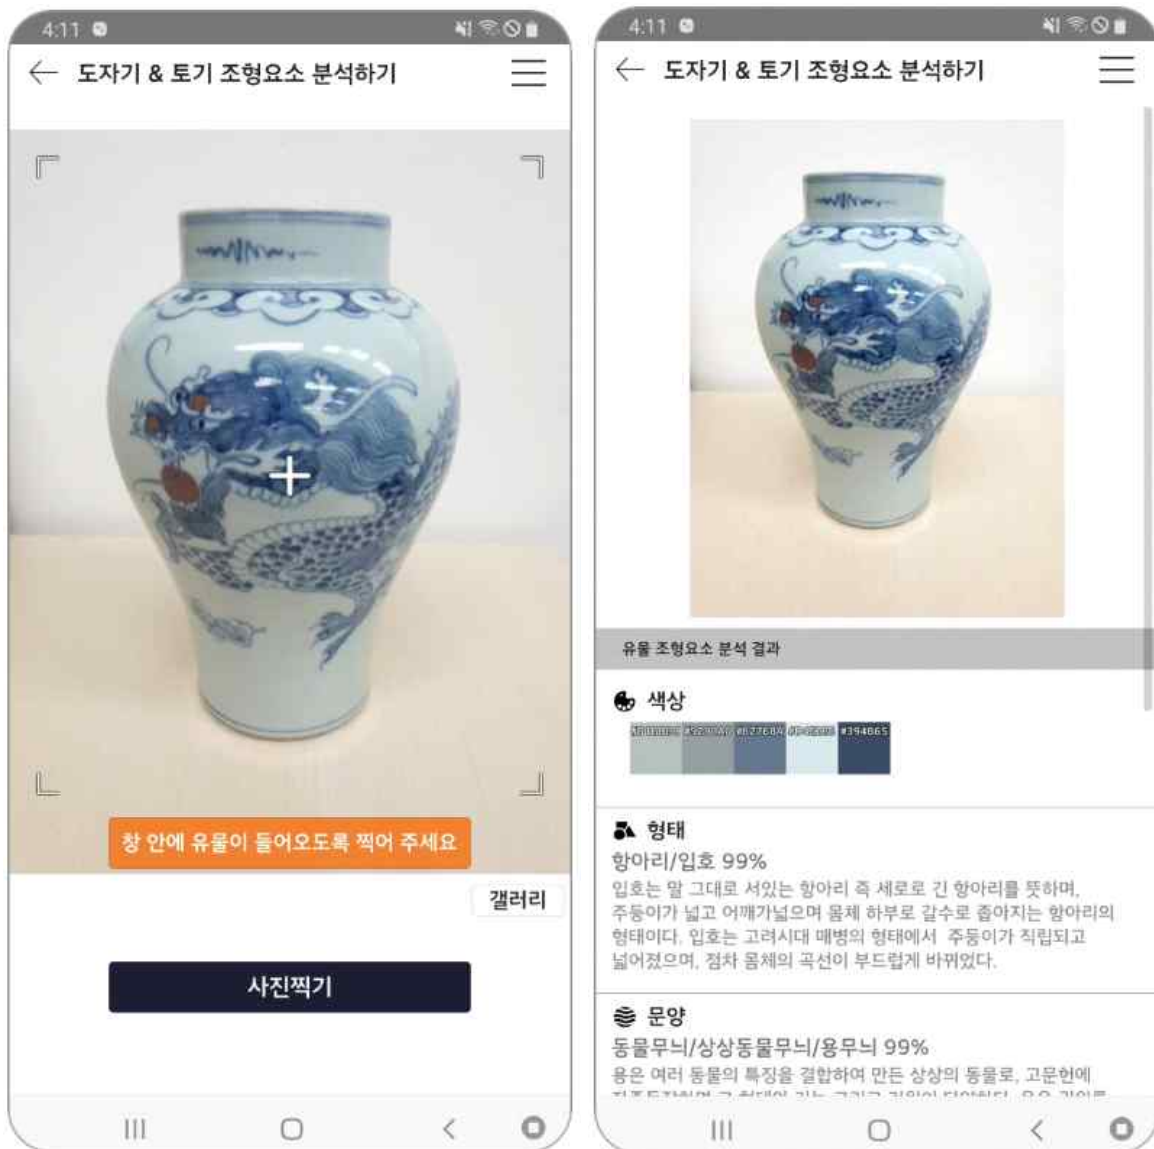 4:11
도자기 & 토기 조형요소 분석하기
창 안에 유물이 들어오도록 찍어 주세요
갤러리
사진찍기
4:11
도자기 & 토기 조형요소 분석하기
유물 조형요소 분석 결과
색상
#627684 #394865
형태
항아리/입호 99%
입호는 말 그대로 서있는 항아리 즉 세로로 긴 항아리를 뜻하며,
주둥이가 넓고 어깨가넓으며 몸체 하부로 갈수로 좁아지는 항아리의
형태이다. 입호는 고려시대 매병의 형태에서 주둥이가 직립되고
넓어졌으며, 점차 몸체의 곡선이 부드럽게 바뀌었다.
문양
동물무늬/상상동물무늬/용무늬 99%
용은 여러 동물의 특징을 결합하여 만든 상상의 동물로, 고문헌에